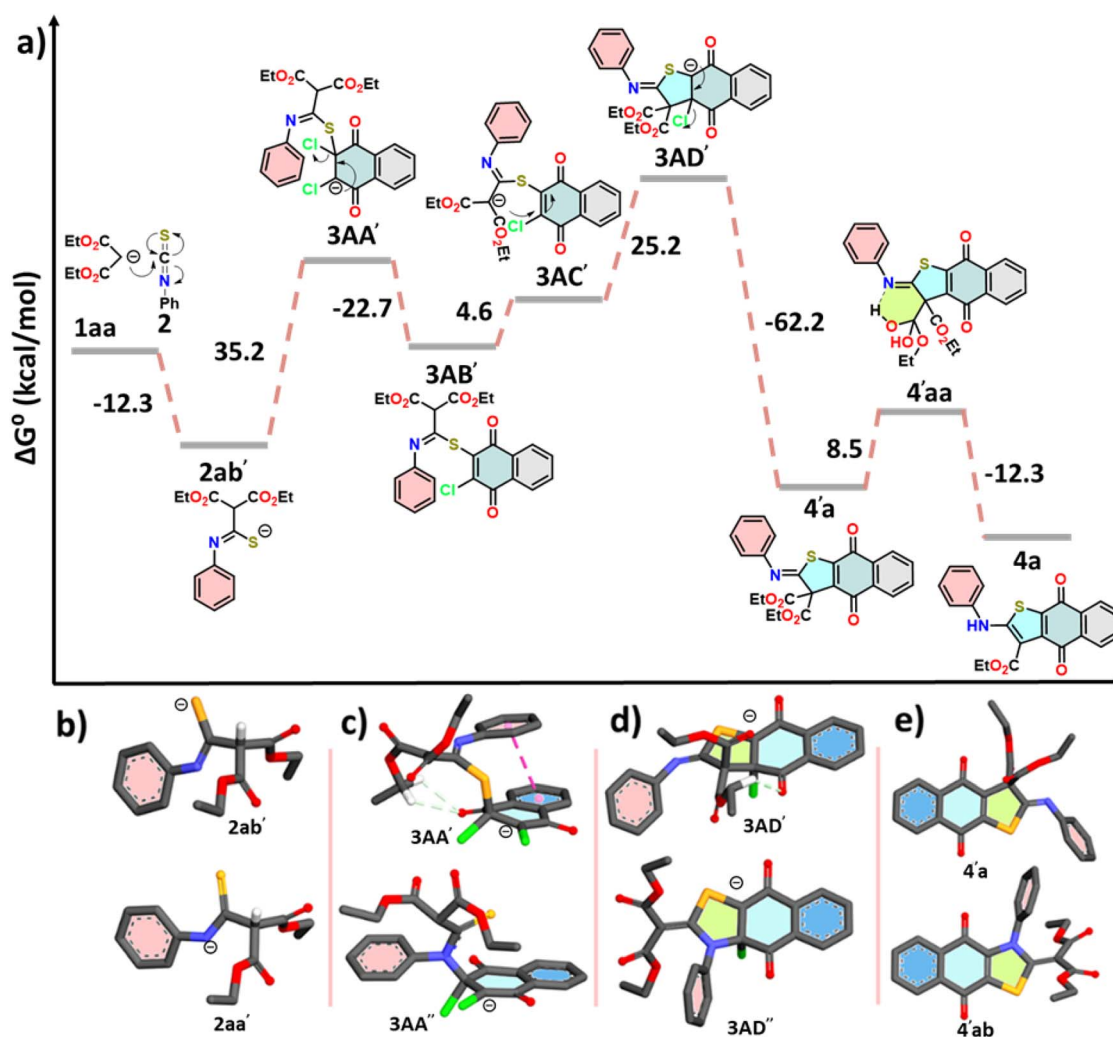 a)
ΔG⁰ (kcal/mol)
EtO₂C
EtO₂C
⊖
S
C
N
Ph
1aa
2
-12.3
2ab'
EtO₂C
CO₂Et
N
S
⊖
35.2
EtO₂C
CO₂Et
N
S
Cl
O
Cl
⊖
O
3AA'
-22.7
3AB'
EtO₂C
CO₂Et
N
S
O
Cl
O
4.6
N
S
O
EtO₂C
⊖
Cl
CO₂Et
O
3AC'
25.2
S
⊖
O
N
EtO₂C
EtO₂C
Cl
O
3AD'
-62.2
4'a
S
O
N
EtO₂C
EtO₂C
O
8.5
S
O
N
H
O
HO
O
Et
CO₂Et
O
4'aa
-12.3
4a
S
O
HN
EtO₂C
O
b)
⊖
2ab'
⊖
2aa'
c)
3AA'
⊖
3AA''
⊖
d)
⊖
3AD'
⊖
3AD''
e)
4'a
4'ab